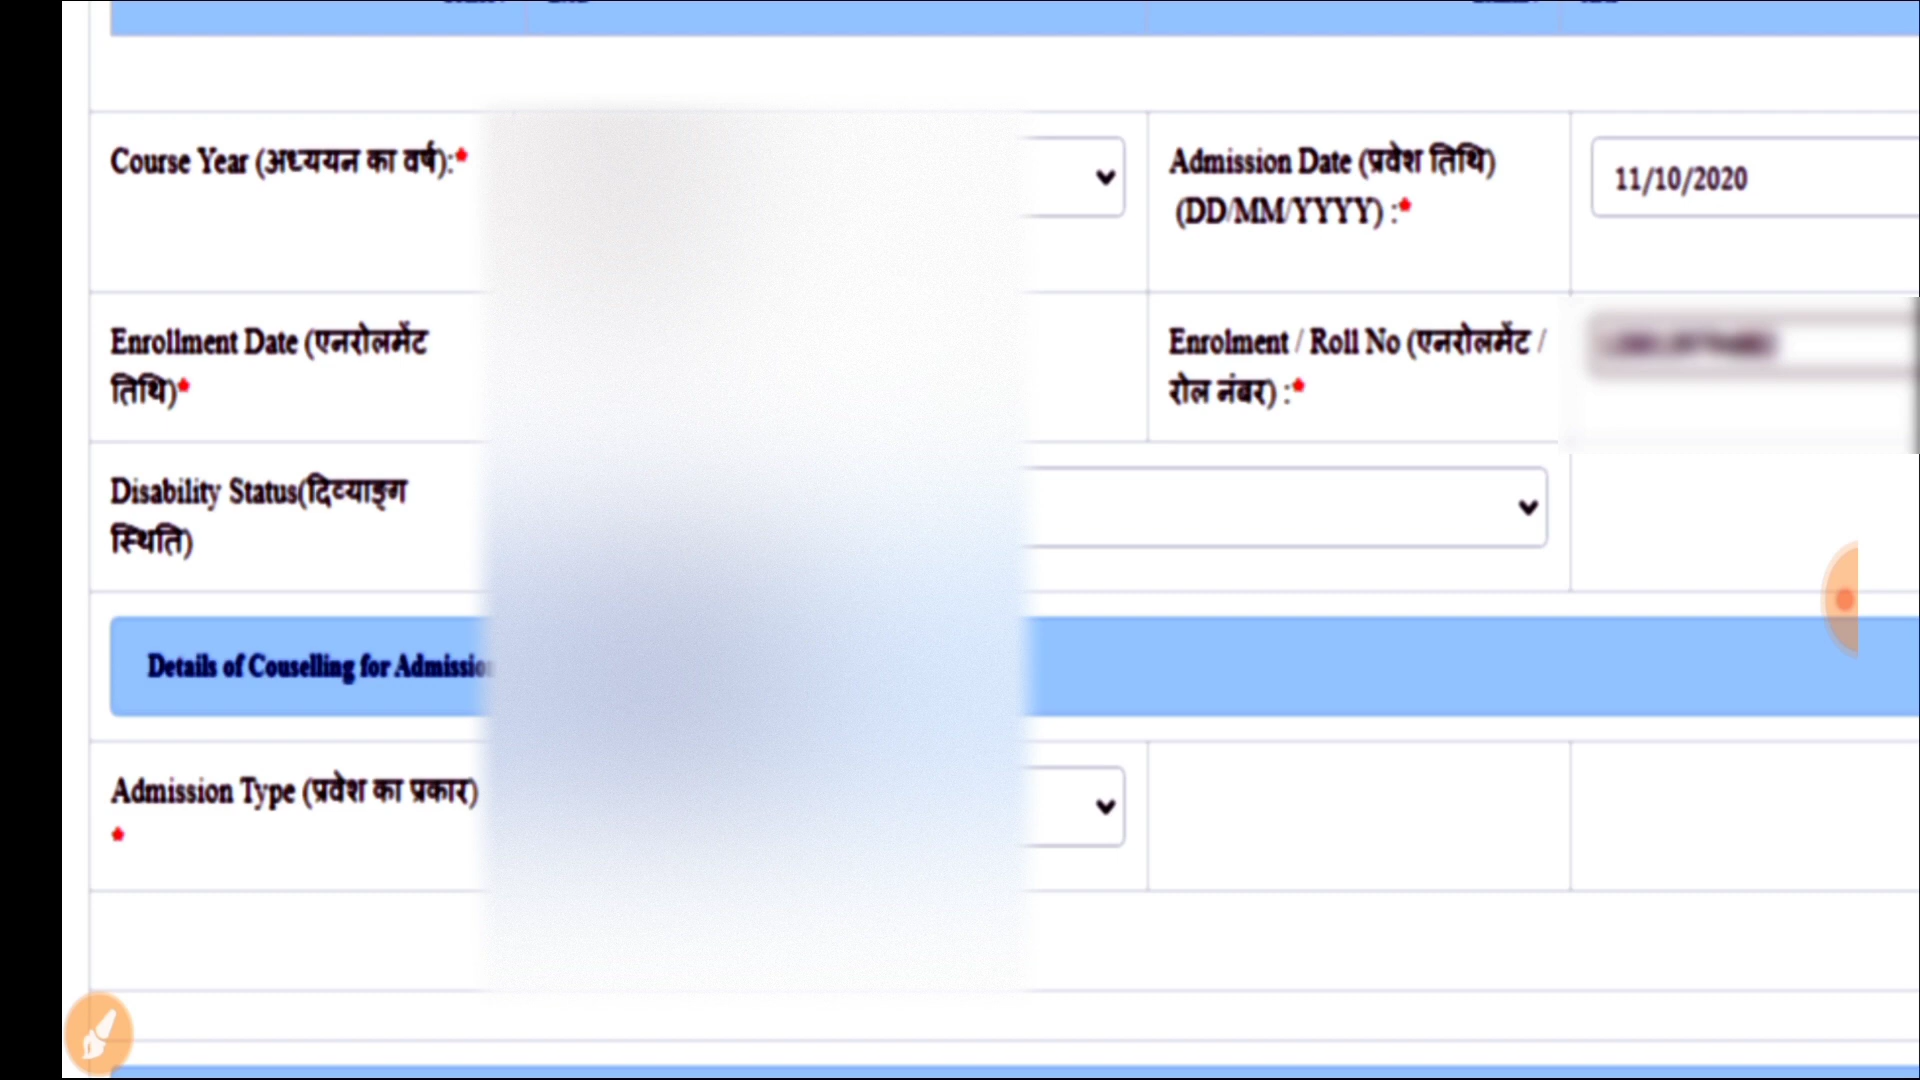 Course Year (अध्ययन का वर्ष):*
Admission Date (प्रवेश तिथि)
(DD/MM/YYYY) :*
11/10/2020
Enrollment Date (एनरोलमेंट
तिथि)*
Enrolment / Roll No (एनरोलमेंट /
रोल नंबर) :*
Disability Status(दिव्याङ्ग
स्थिति)
Details of Couselling for Admission
Admission Type (प्रवेश का प्रकार)
*